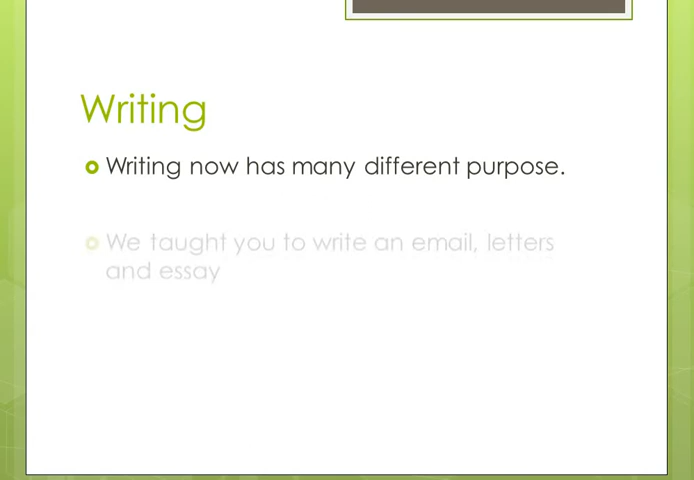 Writing
Writing now has many different purpose.
We taught you to write an email, letters
and essay